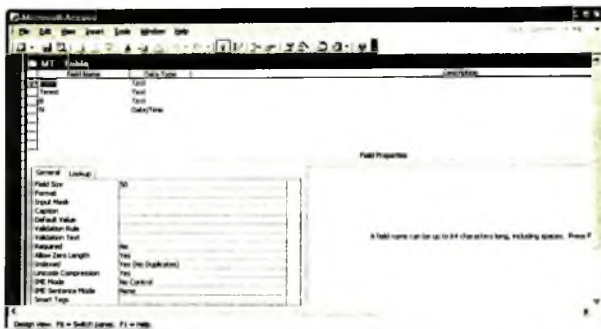 Microsoft Access
File Edit View Insert Tools Window Help
MT Table
Field Name Data Type Description
Text
Text
Text
Date/Time
Field Properties
General Lookup
Field Size 50
Format
Input Mask
Caption
Default Value
Validation Rule
Validation Text
Required No
Allow Zero Length Yes
Indexed Yes (No Duplicates)
Unicode Compression Yes
IME Mode No Control
IME Sentence Mode None
Smart Tags
A field name can be up to 64 characters long, including spaces. Press F
Design view. F6 = Switch panes. F1 = Help.